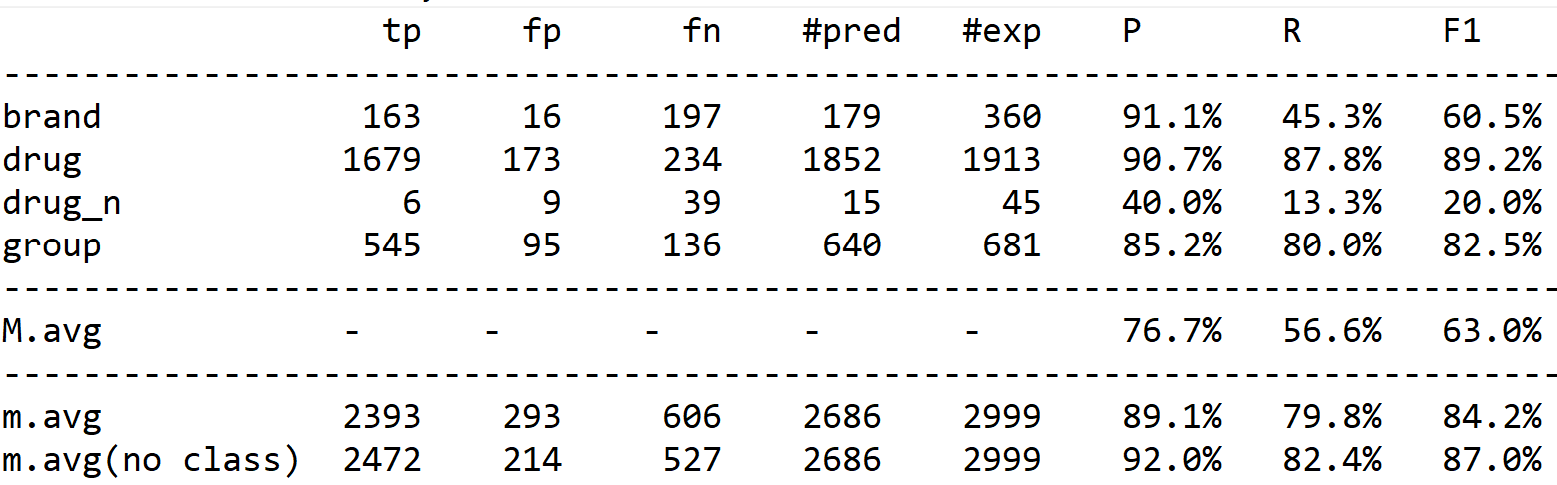 tp fp fn #pred #exp P R F1
------------------------------------------------------------------------------
brand 163 16 197 179 360 91.1% 45.3% 60.5%
drug 1679 173 234 1852 1913 90.7% 87.8% 89.2%
drug_n 6 9 39 15 45 40.0% 13.3% 20.0%
group 545 95 136 640 681 85.2% 80.0% 82.5%
------------------------------------------------------------------------------
M.avg - - - - - 76.7% 56.6% 63.0%
------------------------------------------------------------------------------
m.avg 2393 293 606 2686 2999 89.1% 79.8% 84.2%
m.avg(no class) 2472 214 527 2686 2999 92.0% 82.4% 87.0%